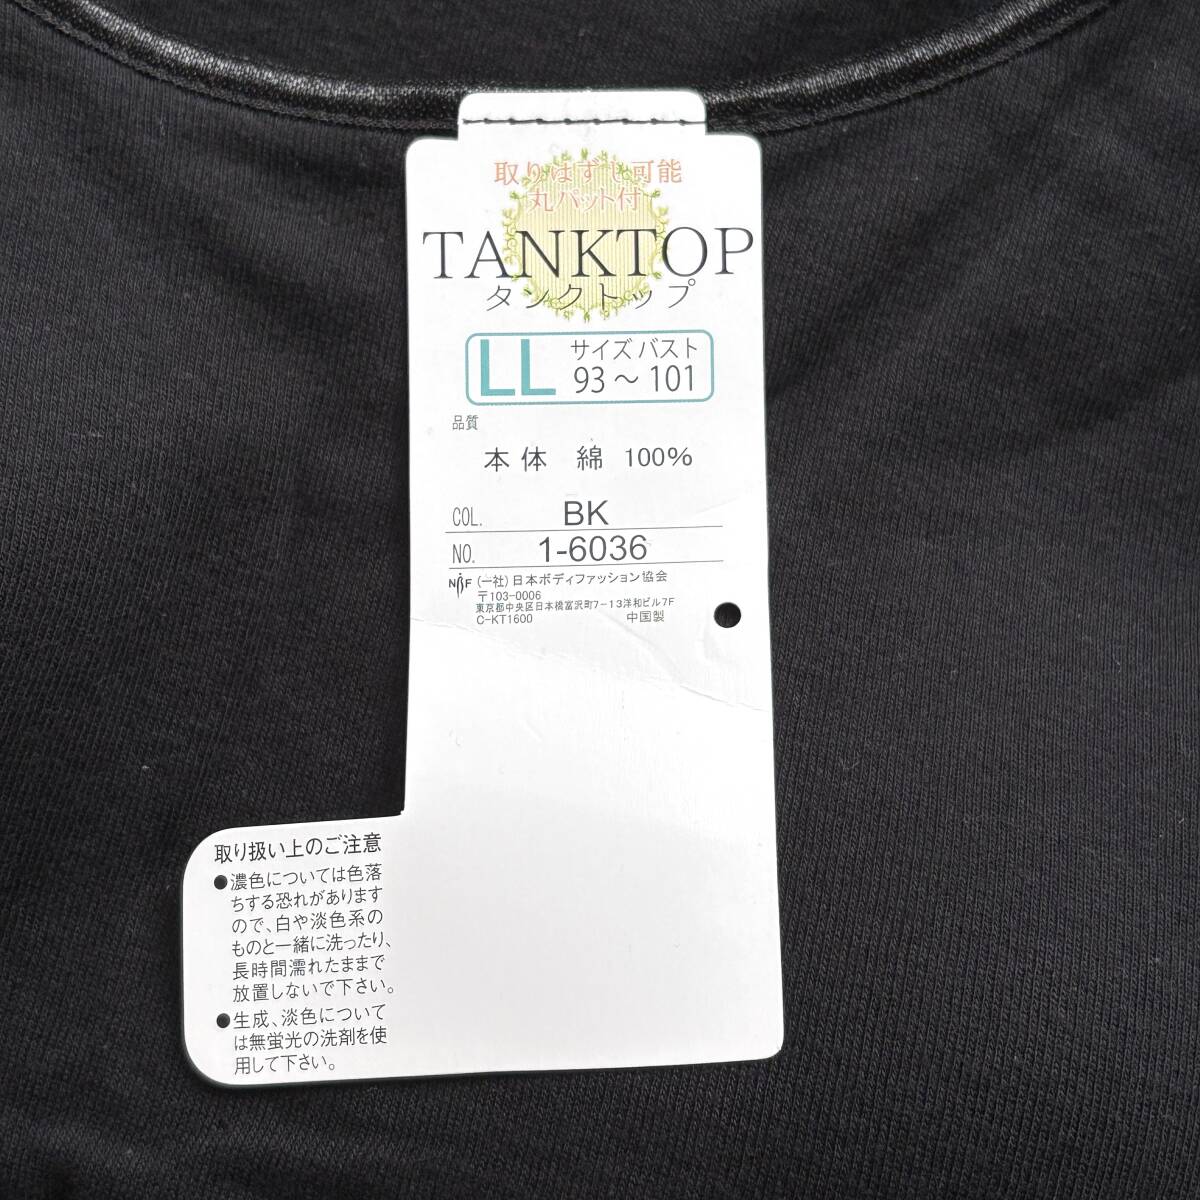 取りはずし可能
丸パット付
TANKTOP
タンクトップ
LL サイズ バスト
93～101
品質
本体 綿 100%
COL. BK
NO. 1-6036
NBF (一社)日本ボディファッション協会
〒103-0006
東京都中央区日本橋富沢町7-13洋和ビル7F
C-KT1600 中国製
取り扱い上のご注意
●濃色については色落
ちする恐れがあります
ので、白や淡色系の
ものと一緒に洗ったり、
長時間濡れたままで
放置しないで下さい。
●生成、淡色について
は無蛍光の洗剤を使
用して下さい。